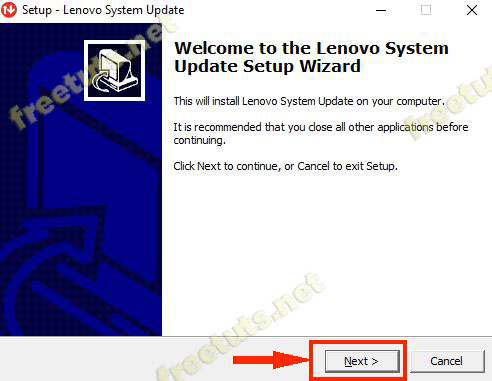 Setup - Lenovo System Update
Welcome to the Lenovo System
Update Setup Wizard
This will install Lenovo System Update on your computer.
It is recommended that you close all other applications before
continuing.
Click Next to continue, or Cancel to exit Setup.
freetuts.net
freetuts.net
freetuts.net
Next >
Cancel